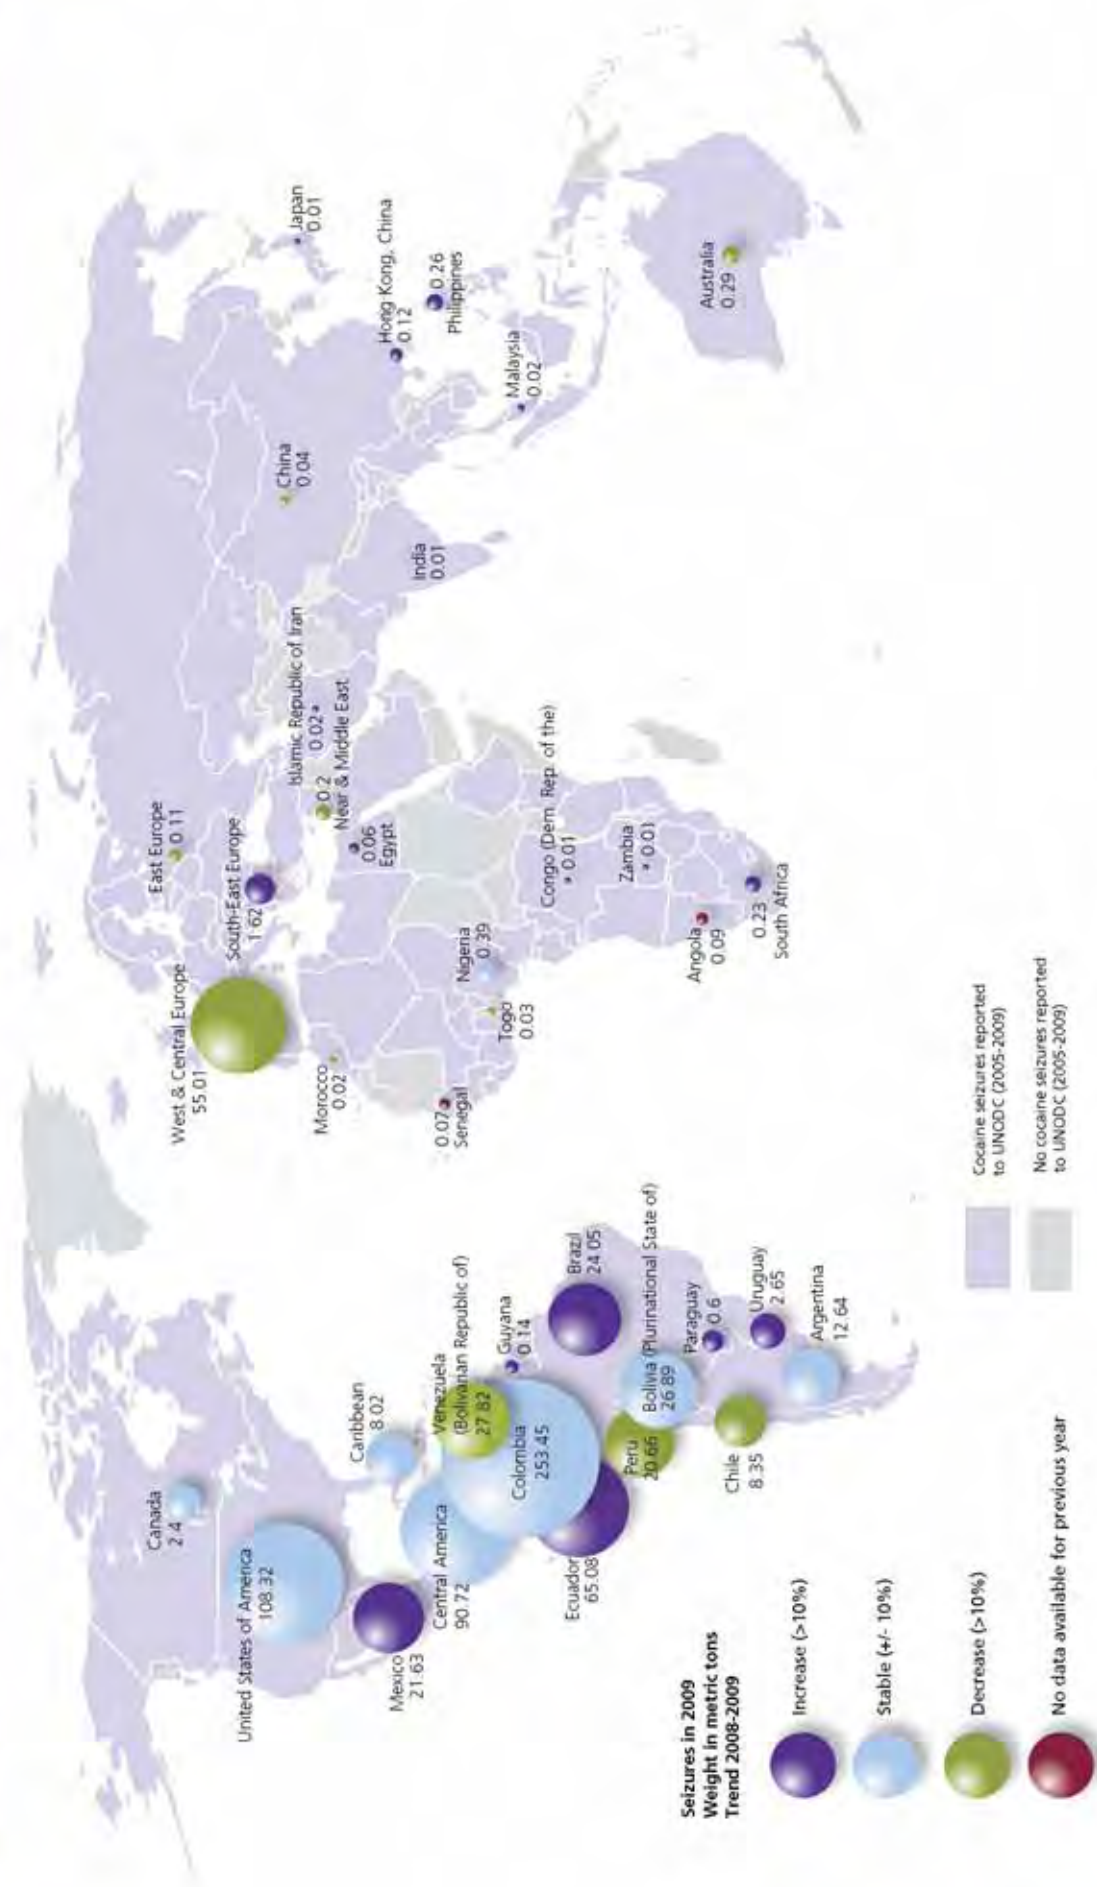 Canada
2.4
United States of America
108.32
Mexico
21.63
Caribbean
8.02
Central America
90.72
Venezuela
(Bolivarian Republic of)
27.82
Guyana
0.14
Colombia
253.45
Ecuador
65.08
Brazil
24.05
Peru
20.66
Bolivia (Plurinational State of)
26.89
Paraguay
0.6
Chile
8.35
Uruguay
2.65
Argentina
12.64
West & Central Europe
55.01
East Europe
0.11
South-East Europe
1.62
Morocco
0.02
0.07
Senegal
Togo
0.03
Nigeria
0.39
0.06
Egypt
Islamic Republic of Iran
0.02
0.2
Near & Middle East
Congo (Dem. Rep. of the)
0.01
Zambia
0.01
Angola
0.09
0.23
South Africa
India
0.01
China
0.04
Japan
0.01
Hong Kong, China
0.12
0.26
Philippines
Malaysia
0.02
Australia
0.29
Seizures in 2009
Weight in metric tons
Trend 2008-2009
Increase (>10%)
Stable (+/- 10%)
Decrease (>10%)
No data available for previous year
Cocaine seizures reported
to UNODC (2005-2009)
No cocaine seizures reported
to UNODC (2005-2009)